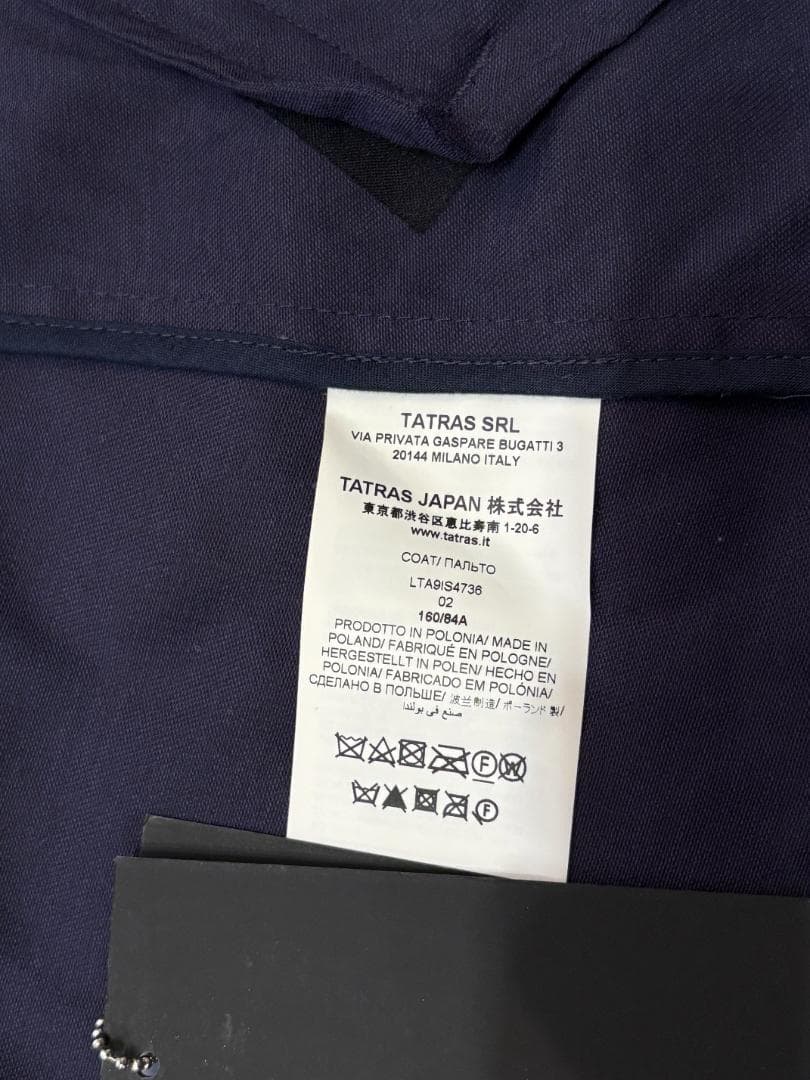 TATRAS SRL
VIA PRIVATA GASPARE BUGATTI 3
20144 MILANO ITALY
TATRAS JAPAN 株式会社
東京都渋谷区恵比寿南 1-20-6
www.tatras.it
COAT/ ПАЛЬТО
LTA9IS4736
02
160/84A
PRODOTTO IN POLONIA/ MADE IN
POLAND/ FABRIQUÉ EN POLOGNE/
HERGESTELLT IN POLEN/ HECHO EN
POLONIA/ FABRICADO EM POLÓNIA/
СДЕЛАНО В ПОЛЬШЕ/ 波兰制造/ ポーランド 製/
صنع في بولندا
F W
F